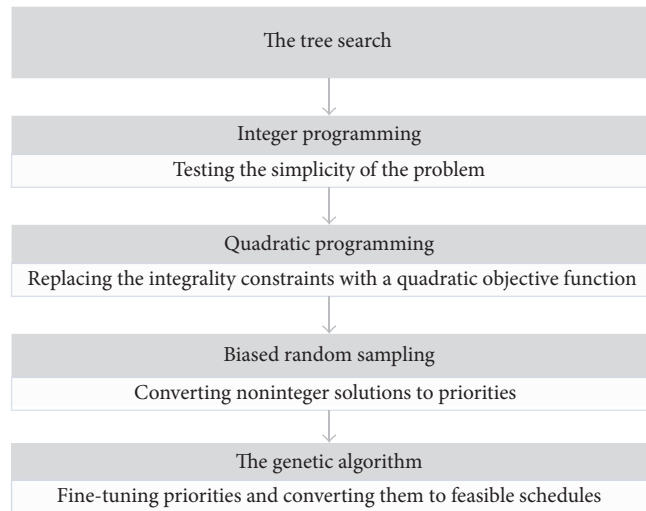 The tree search
Integer programming
Testing the simplicity of the problem
Quadratic programming
Replacing the integrality constraints with a quadratic objective function
Biased random sampling
Converting noninteger solutions to priorities
The genetic algorithm
Fine-tuning priorities and converting them to feasible schedules